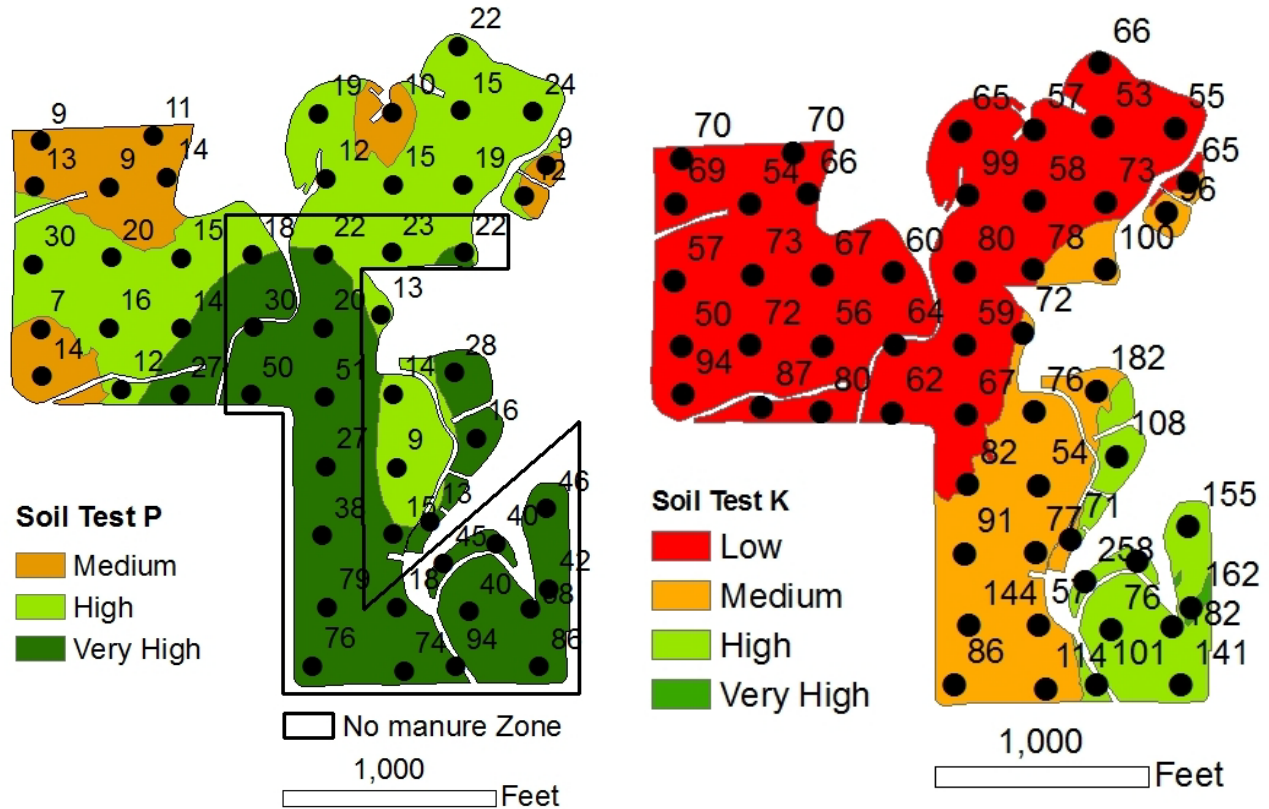 22
19 10 15 24
9 11
13 9 14 12 15 19 9
12
30 20 15 18 22 23 22
7 16 14 30 20 13
14 12 27 50 51 14 28
27 9 16
38 15 13 45 40 46
79 18 40 42
38
76 74 94 86
Soil Test P
Medium
High
Very High
No manure Zone
1,000
Feet
66
65 57 53 55
70 70
69 54 66 99 58 73 65
96
57 73 67 60 80 78 100
50 72 56 64 59 72
94 87 80 62 67 76 182
82 54 108
91 77 71 155
258
144 57 76 162
182
86 114 101 141
Soil Test K
Low
Medium
High
Very High
1,000
Feet